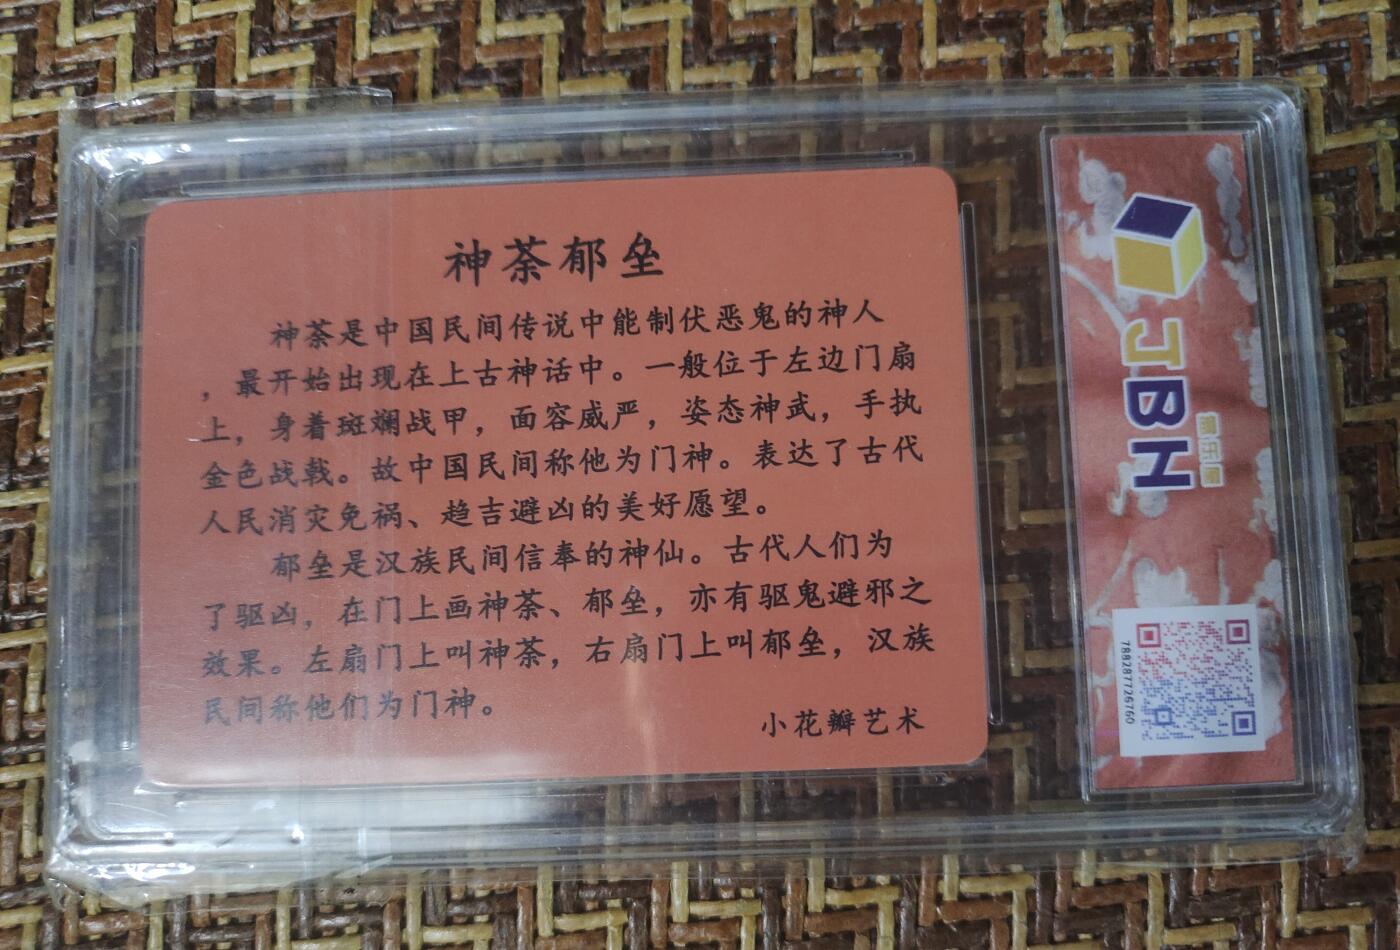 神荼郁垒
神荼是中国民间传说中能制伏恶鬼的神人
，最开始出现在上古神话中。一般位于左边门扇
上，身着斑斓战甲，面容威严，姿态神武，手执
金色战戟。故中国民间称他为门神。表达了古代
人民消灾免祸、趋吉避凶的美好愿望。
郁垒是汉族民间信奉的神仙。古代人们为
了驱凶，在门上画神荼、郁垒，亦有驱鬼避邪之
效果。左扇门上叫神荼，右扇门上叫郁垒，汉族
民间称他们为门神。
小花瓣艺术
JBH
788287726760